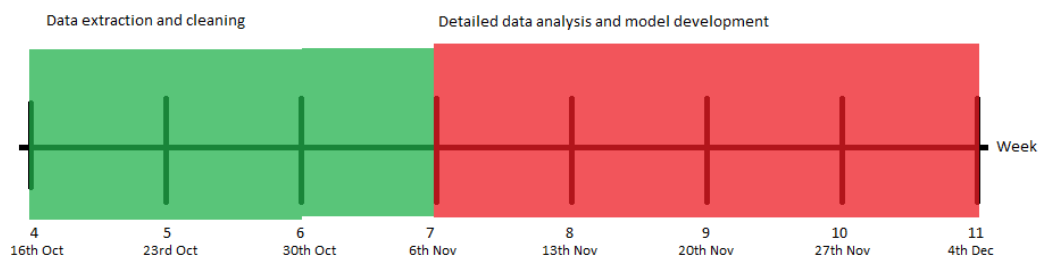 Data extraction and cleaning
Detailed data analysis and model development
Week
4 5 6 7 8 9 10 11
16th Oct 23rd Oct 30th Oct 6th Nov 13th Nov 20th Nov 27th Nov 4th Dec